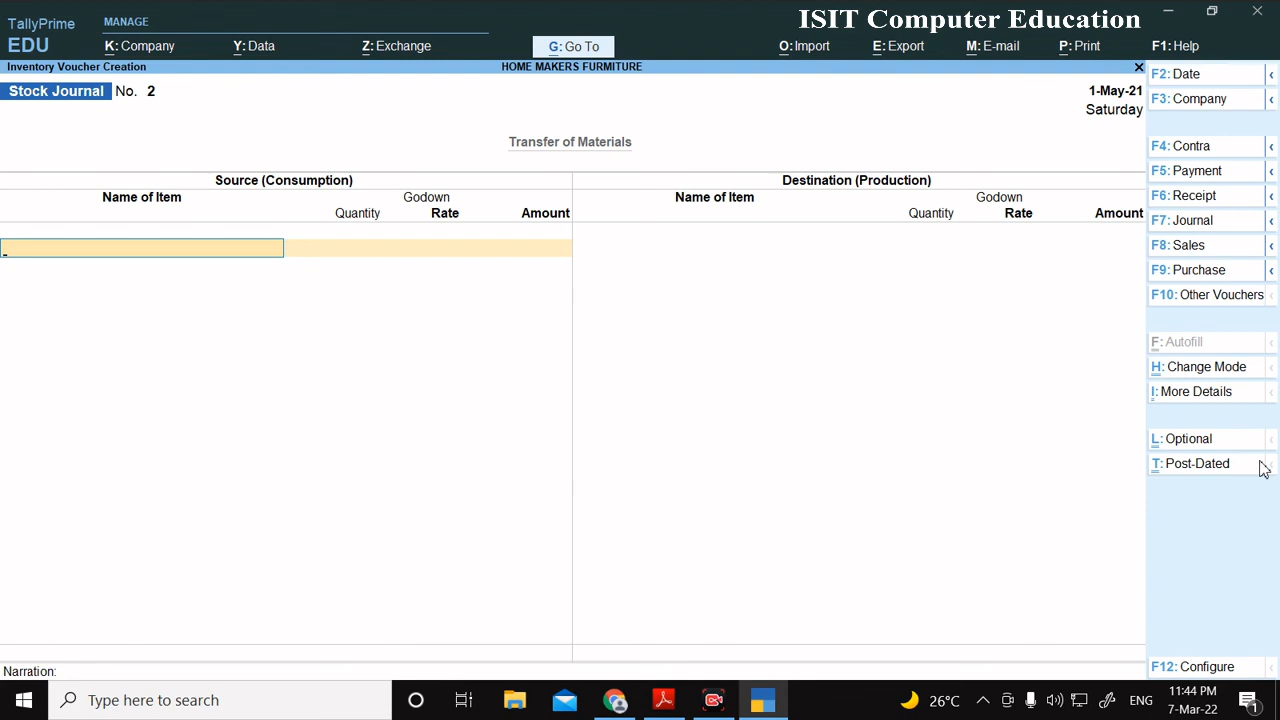 ISIT Computer Education
TallyPrime
EDU
MANAGE
K: Company
Y: Data
Z: Exchange
G: Go To
O: Import
E: Export
M: E-mail
P: Print
F1: Help
Inventory Voucher Creation
HOME MAKERS FURMITURE
Stock Journal No. 2
1-May-21
Saturday
Transfer of Materials
Source (Consumption)
Destination (Production)
Name of Item
Godown
Quantity
Rate
Amount
Name of Item
Godown
Quantity
Rate
Amount
F2: Date
F3: Company
F4: Contra
F5: Payment
F6: Receipt
F7: Journal
F8: Sales
F9: Purchase
F10: Other Vouchers
F: Autofill
H: Change Mode
I: More Details
L: Optional
T: Post-Dated
F12: Configure
Narration:
Type here to search
26°C
ENG
11:44 PM
7-Mar-22
1